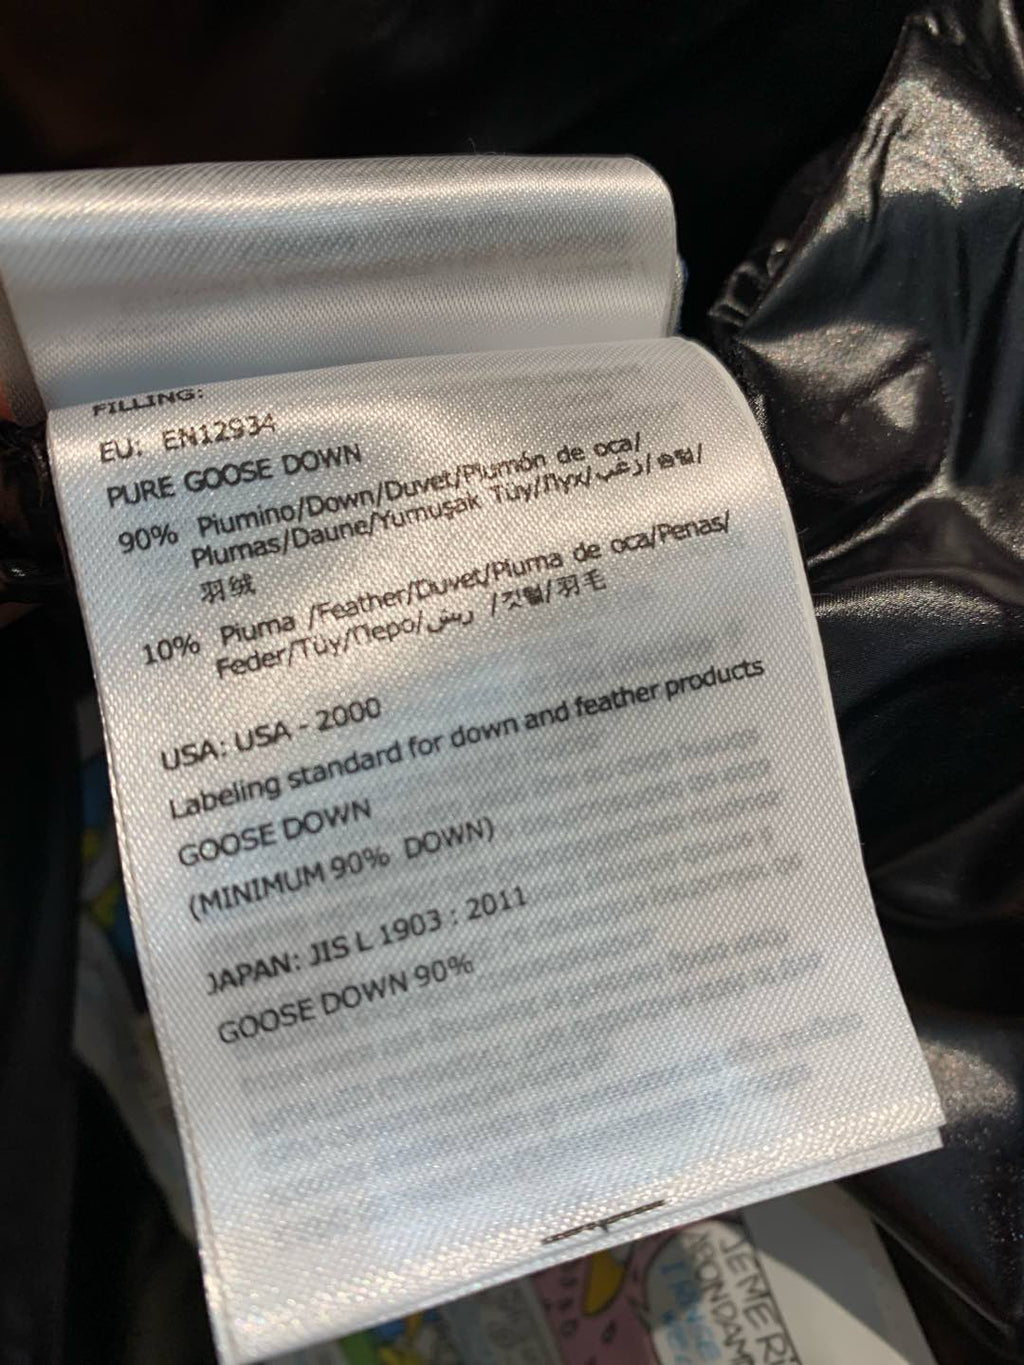 FILLING:
EU: EN12934
PURE GOOSE DOWN
90% Piumino/Down/Duvet/Plumón de oca/
Plumas/Daune/Yumuşak Tüy/Пух/زغب/솜털/
羽绒
10% Piuma /Feather/Duvet/Pluma de oca/Penas/
Feder/Tüy/Перо/ريش /깃털/羽毛
USA: USA - 2000
Labeling standard for down and feather products
GOOSE DOWN
(MINIMUM 90% DOWN)
JAPAN: JIS L 1903 : 2011
GOOSE DOWN 90%